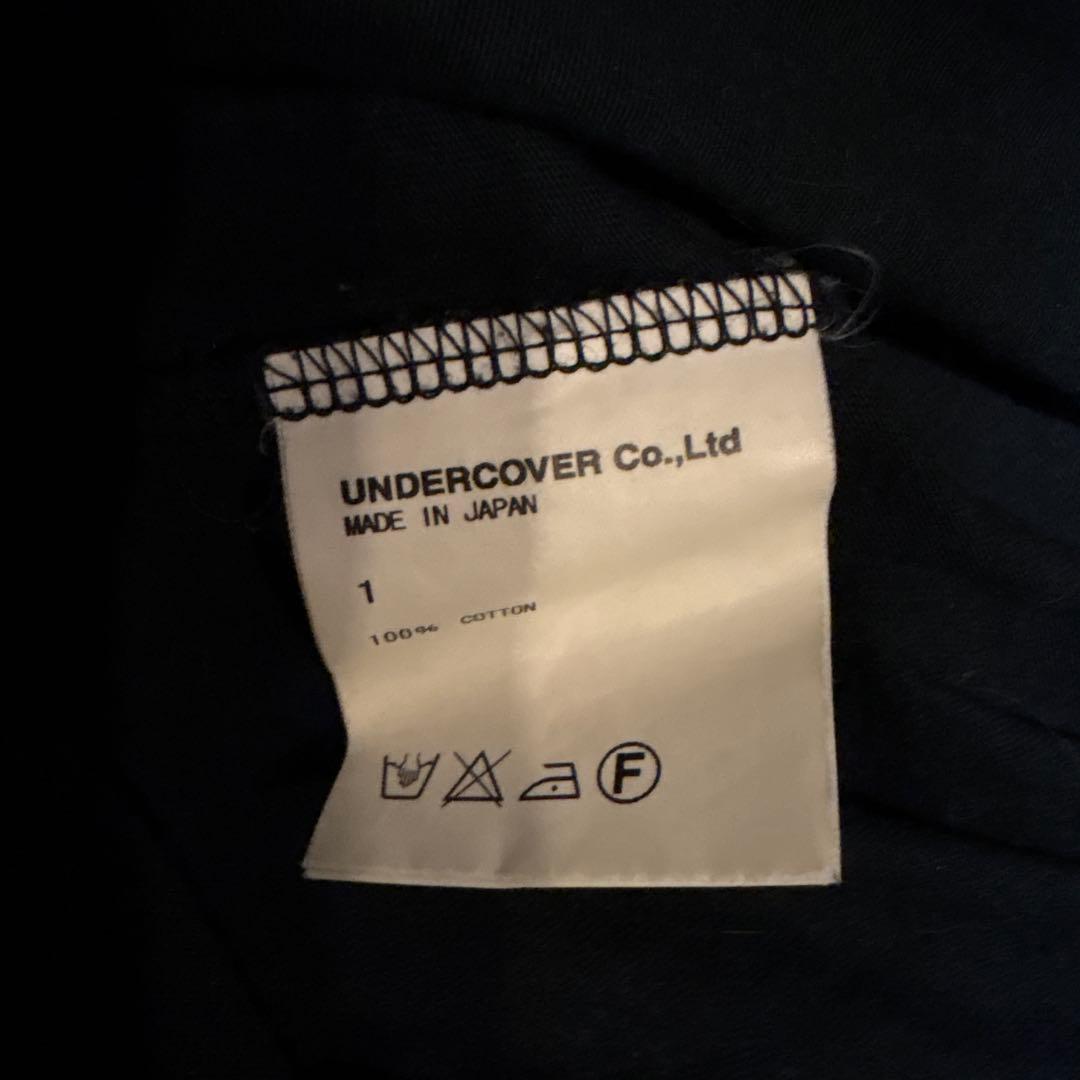 UNDERCOVER Co.,Ltd
MADE IN JAPAN
1
100% COTTON
F